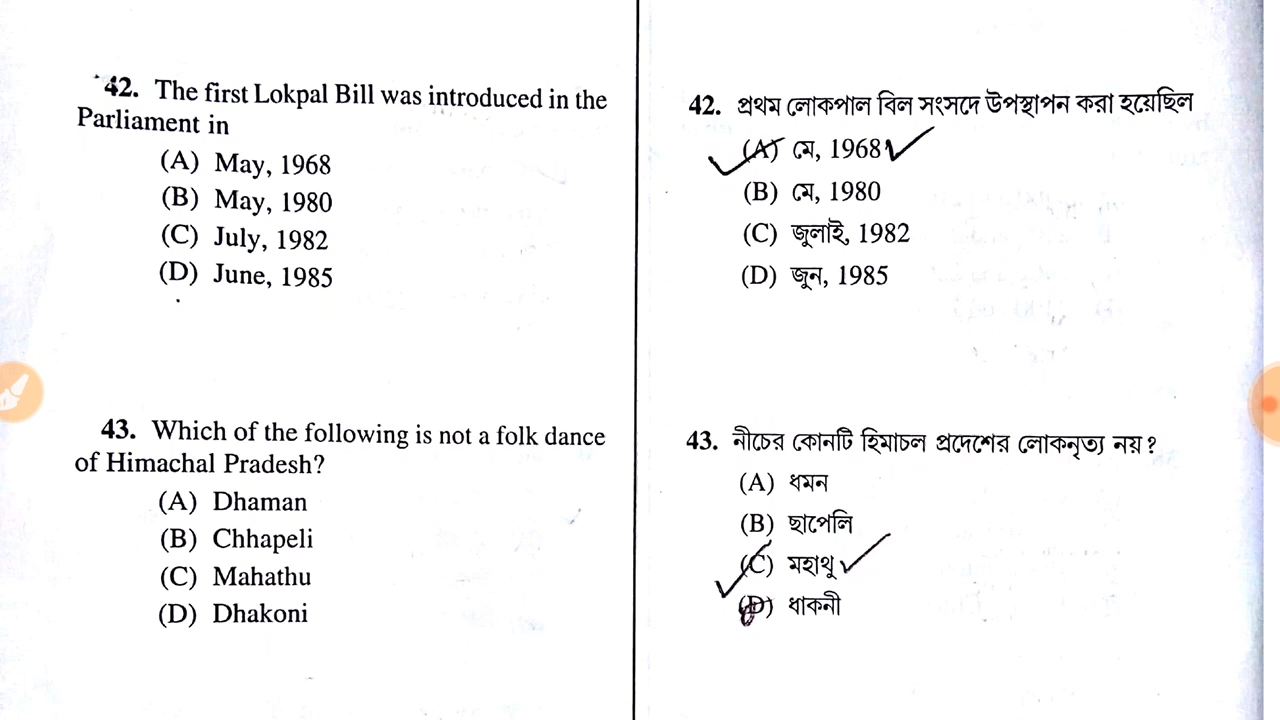 42. The first Lokpal Bill was introduced in the
Parliament in
(A) May, 1968
(B) May, 1980
(C) July, 1982
(D) June, 1985
43. Which of the following is not a folk dance
of Himachal Pradesh?
(A) Dhaman
(B) Chhapeli
(C) Mahathu
(D) Dhakoni
42. প্রথম লোকপাল বিল সংসদে উপস্থাপন করা হয়েছিল
(A) মে, 1968
(B) মে, 1980
(C) জুলাই, 1982
(D) জুন, 1985
43. নীচের কোনটি হিমাচল প্রদেশের লোকনৃত্য নয় ?
(A) ধমন
(B) ছাপেলি
(C) মহাথু
(D) ধাকনী